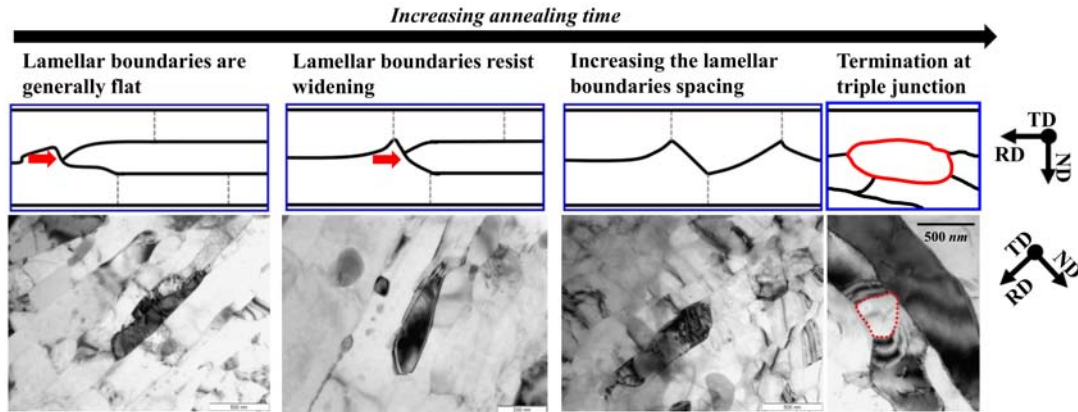 Increasing annealing time
Lamellar boundaries are
generally flat
Lamellar boundaries resist
widening
Increasing the lamellar
boundaries spacing
Termination at
triple junction
TD
RD
ND
500 nm
TD
ND
RD